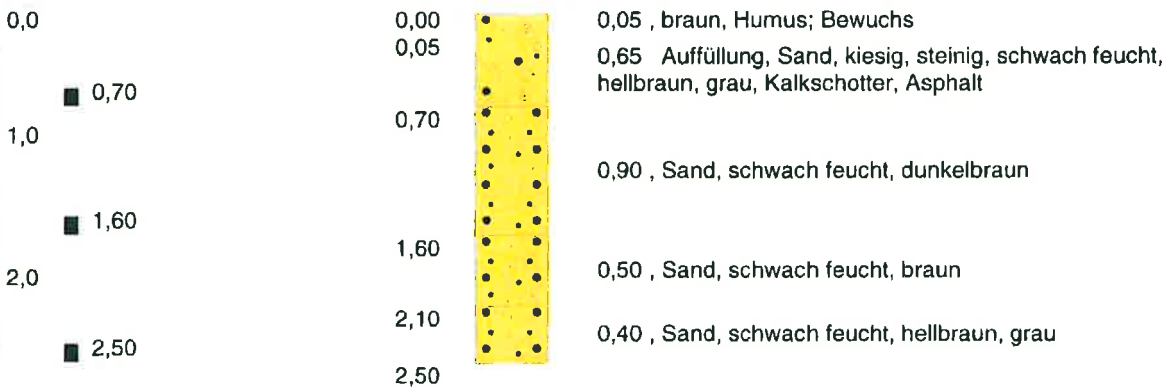 0,0
0,00
0,05 , braun, Humus; Bewuchs
0,05
0,65 Auffüllung, Sand, kiesig, steinig, schwach feucht,
hellbraun, grau, Kalkschotter, Asphalt
0,70
0,70
1,0
0,90 , Sand, schwach feucht, dunkelbraun
1,60
1,60
0,50 , Sand, schwach feucht, braun
2,0
2,10
0,40 , Sand, schwach feucht, hellbraun, grau
2,50
2,50